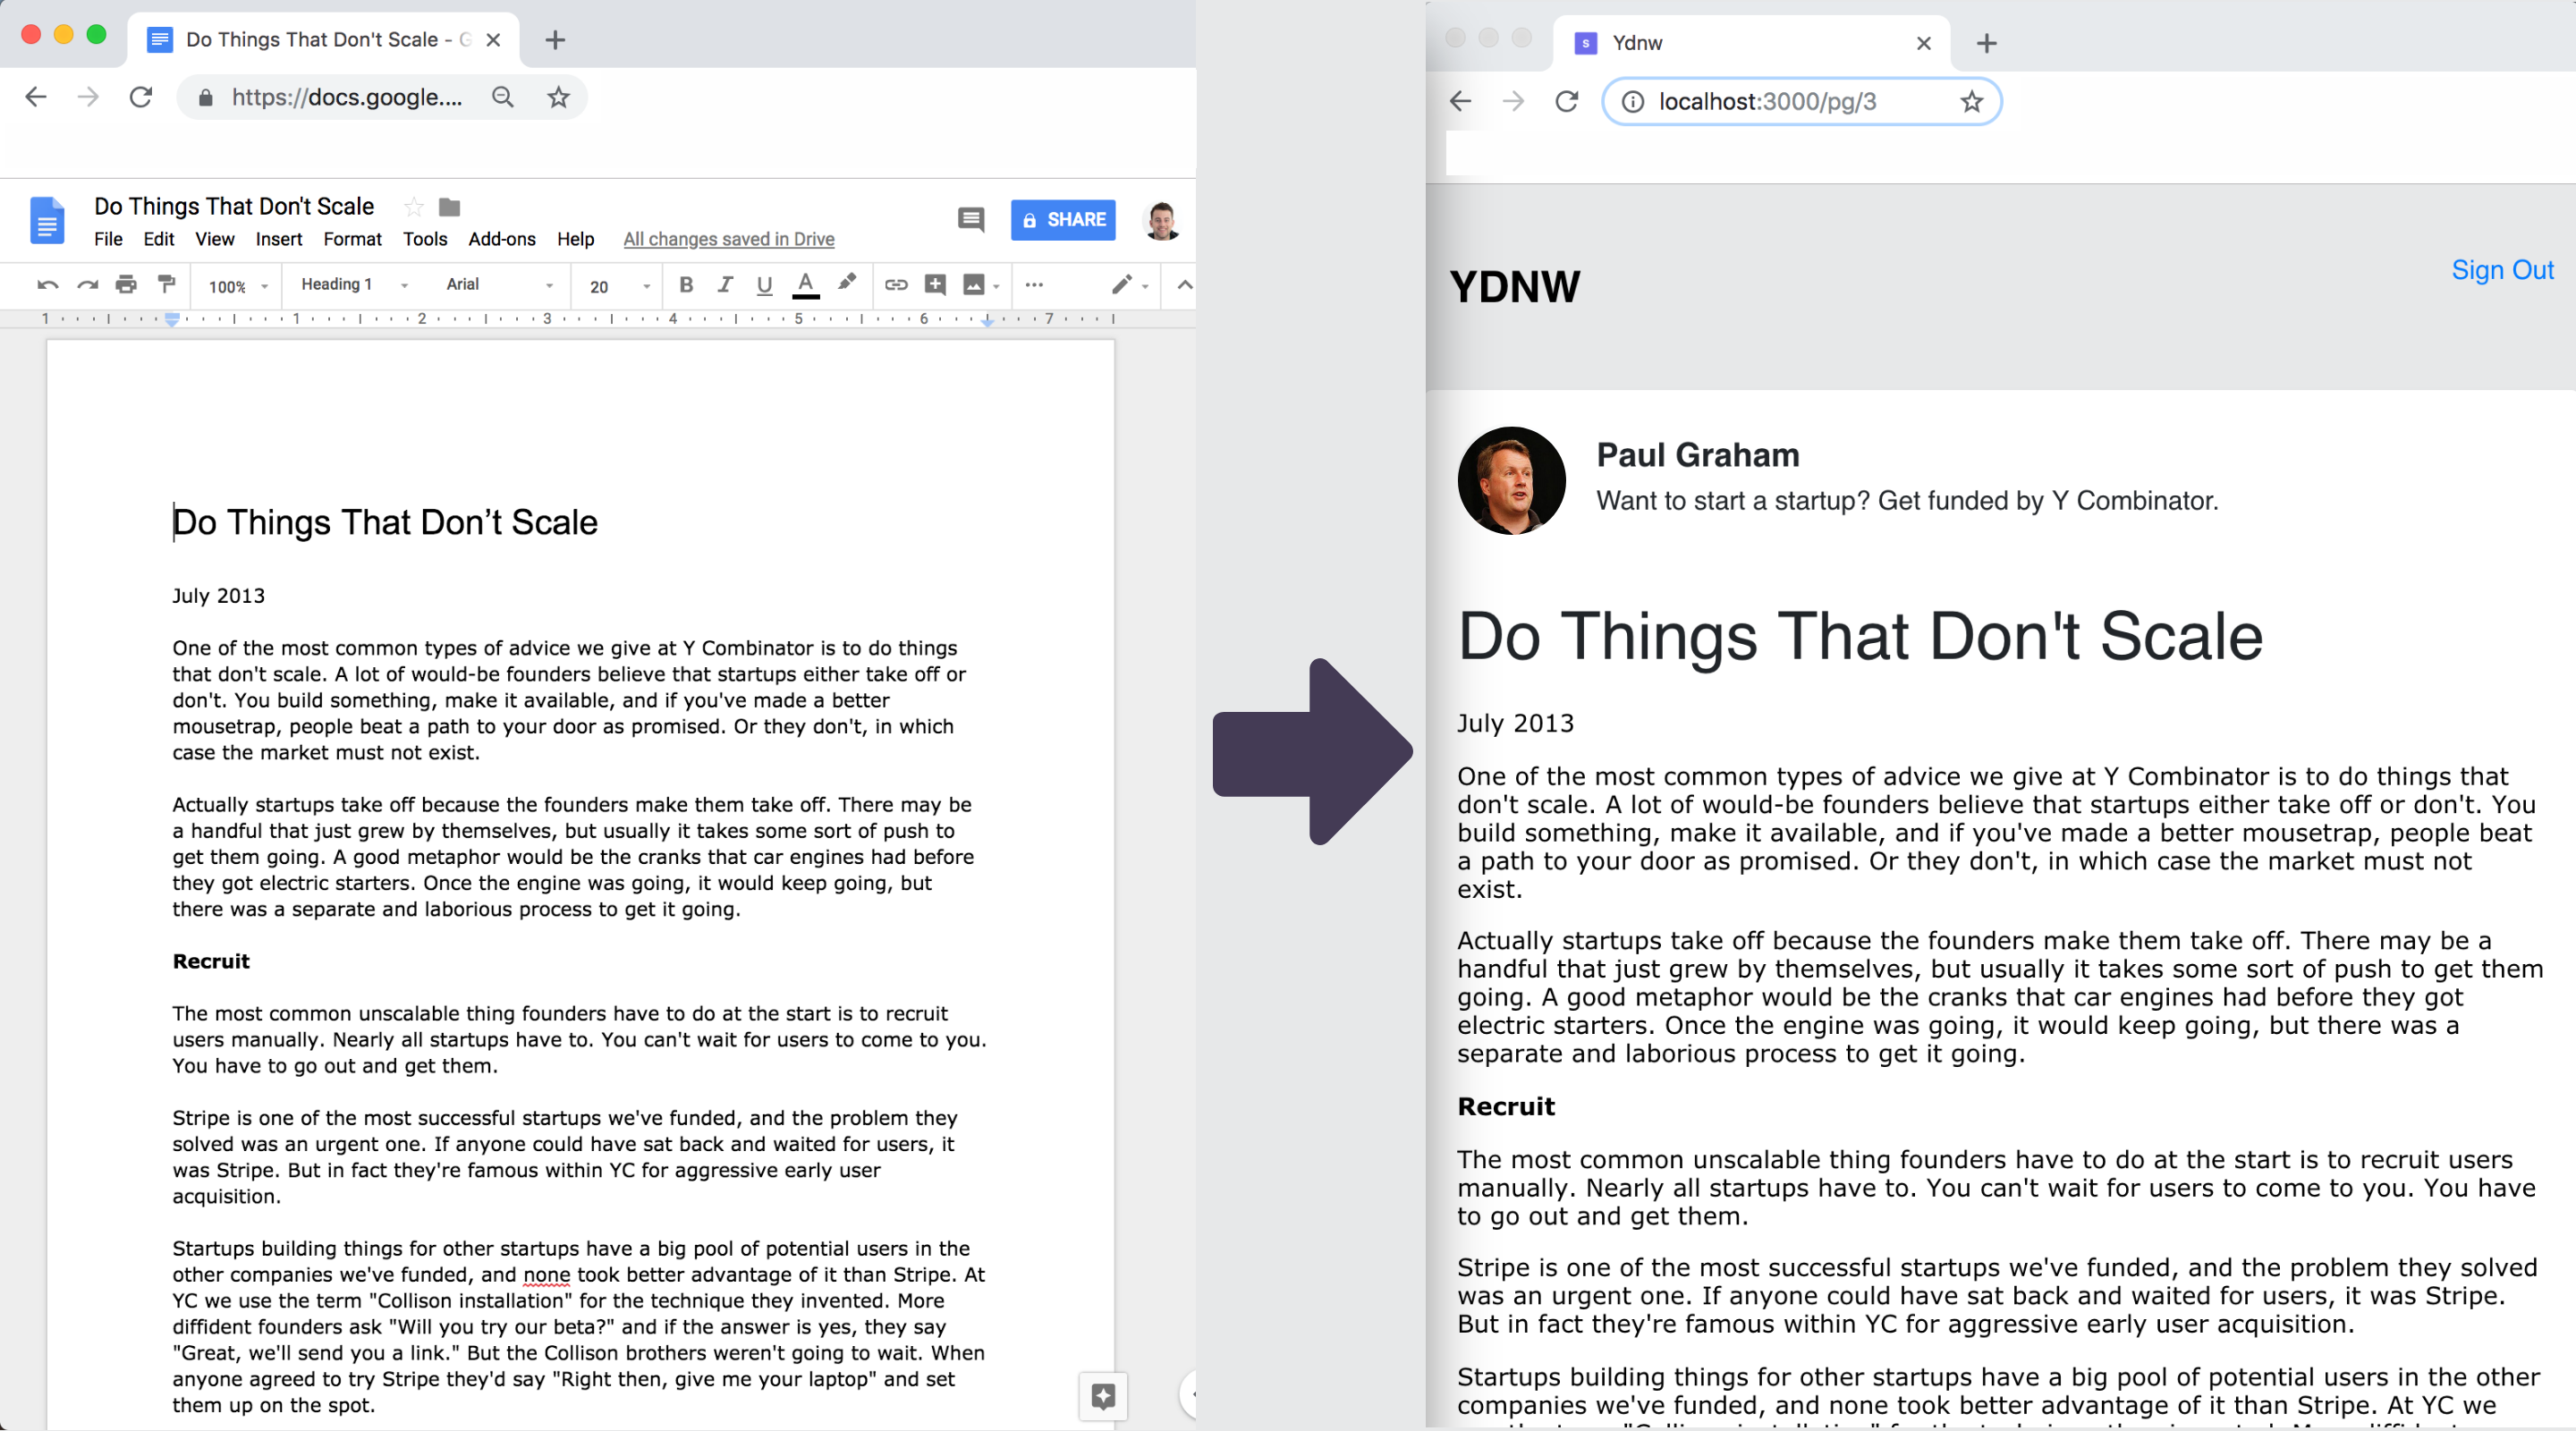 Do Things That Don't Scale - G
https://docs.google....
Do Things That Don't Scale
File Edit View Insert Format Tools Add-ons Help All changes saved in Drive
SHARE
100% Heading 1 Arial 20 B I U A
1 1 2 3 4 5 6 7
Do Things That Don’t Scale
July 2013
One of the most common types of advice we give at Y Combinator is to do things
that don't scale. A lot of would-be founders believe that startups either take off or
don't. You build something, make it available, and if you've made a better
mousetrap, people beat a path to your door as promised. Or they don't, in which
case the market must not exist.
Actually startups take off because the founders make them take off. There may be
a handful that just grew by themselves, but usually it takes some sort of push to
get them going. A good metaphor would be the cranks that car engines had before
they got electric starters. Once the engine was going, it would keep going, but
there was a separate and laborious process to get it going.
Recruit
The most common unscalable thing founders have to do at the start is to recruit
users manually. Nearly all startups have to. You can't wait for users to come to you.
You have to go out and get them.
Stripe is one of the most successful startups we've funded, and the problem they
solved was an urgent one. If anyone could have sat back and waited for users, it
was Stripe. But in fact they're famous within YC for aggressive early user
acquisition.
Startups building things for other startups have a big pool of potential users in the
other companies we've funded, and none took better advantage of it than Stripe. At
YC we use the term "Collison installation" for the technique they invented. More
diffident founders ask "Will you try our beta?" and if the answer is yes, they say
"Great, we'll send you a link." But the Collison brothers weren't going to wait. When
anyone agreed to try Stripe they'd say "Right then, give me your laptop" and set
them up on the spot.
S Ydnw
localhost:3000/pg/3
YDNW
Sign Out
Paul Graham
Want to start a startup? Get funded by Y Combinator.
Do Things That Don't Scale
July 2013
One of the most common types of advice we give at Y Combinator is to do things that
don't scale. A lot of would-be founders believe that startups either take off or don't. You
build something, make it available, and if you've made a better mousetrap, people beat
a path to your door as promised. Or they don't, in which case the market must not
exist.
Actually startups take off because the founders make them take off. There may be a
handful that just grew by themselves, but usually it takes some sort of push to get them
going. A good metaphor would be the cranks that car engines had before they got
electric starters. Once the engine was going, it would keep going, but there was a
separate and laborious process to get it going.
Recruit
The most common unscalable thing founders have to do at the start is to recruit users
manually. Nearly all startups have to. You can't wait for users to come to you. You have
to go out and get them.
Stripe is one of the most successful startups we've funded, and the problem they solved
was an urgent one. If anyone could have sat back and waited for users, it was Stripe.
But in fact they're famous within YC for aggressive early user acquisition.
Startups building things for other startups have a big pool of potential users in the other
companies we've funded, and none took better advantage of it than Stripe. At YC we